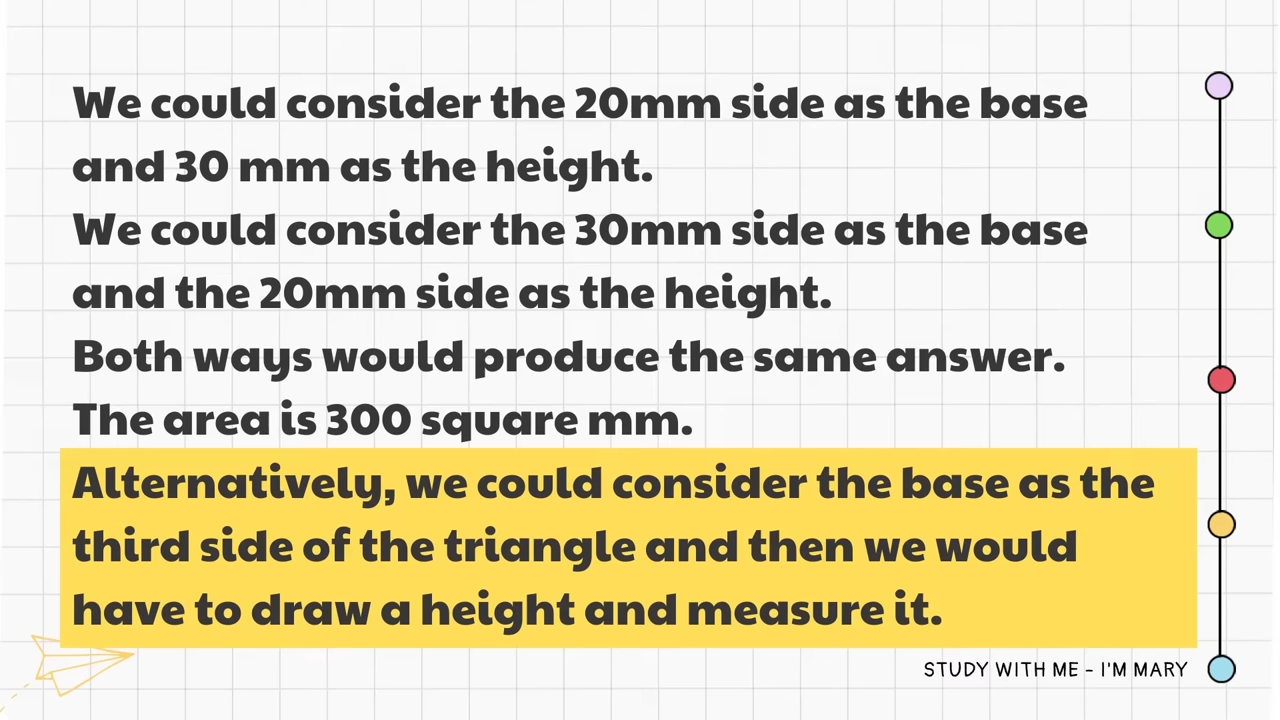 We could consider the 20mm side as the base
and 30 mm as the height.
We could consider the 30mm side as the base
and the 20mm side as the height.
Both ways would produce the same answer.
The area is 300 square mm.
Alternatively, we could consider the base as the
third side of the triangle and then we would
have to draw a height and measure it.
STUDY WITH ME – I'M MARY